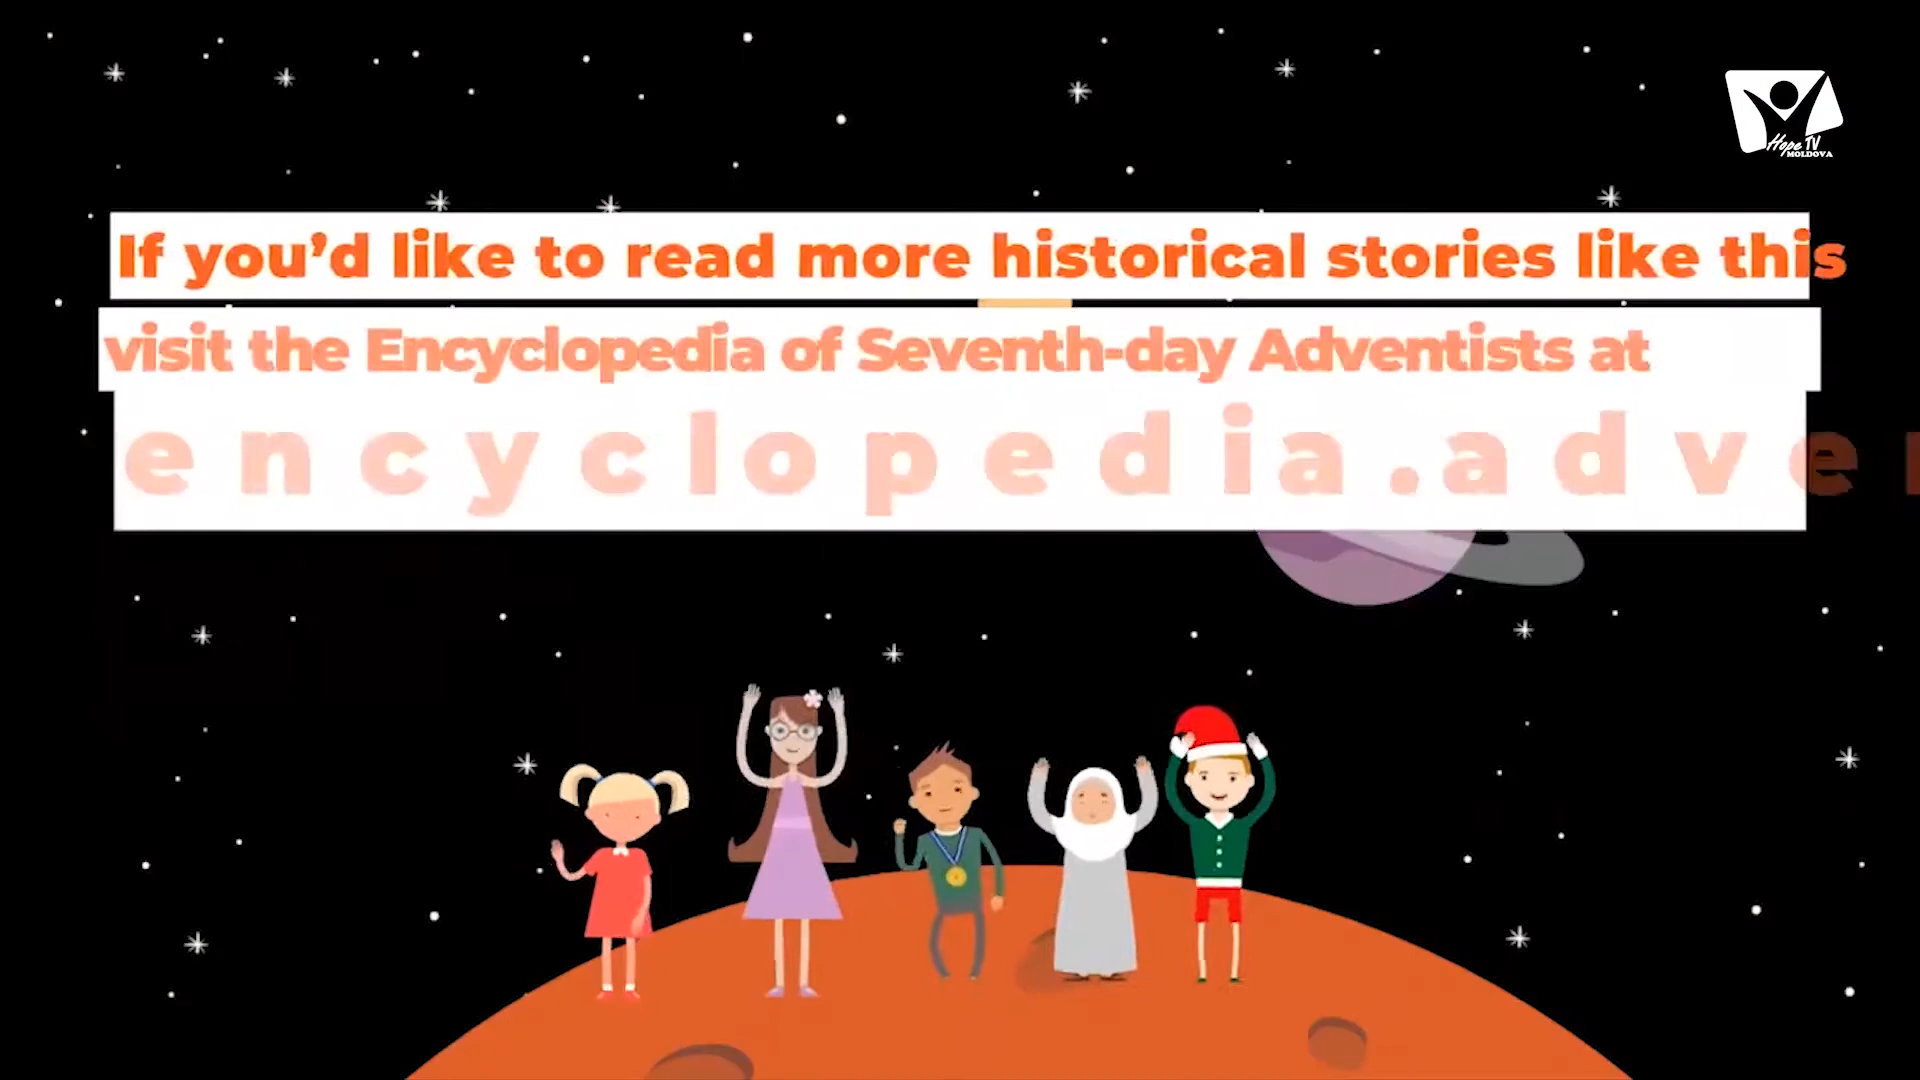 Hope TV
MOLDOVA
If you’d like to read more historical stories like this
visit the Encyclopedia of Seventh-day Adventists at
encyclopedia.adve